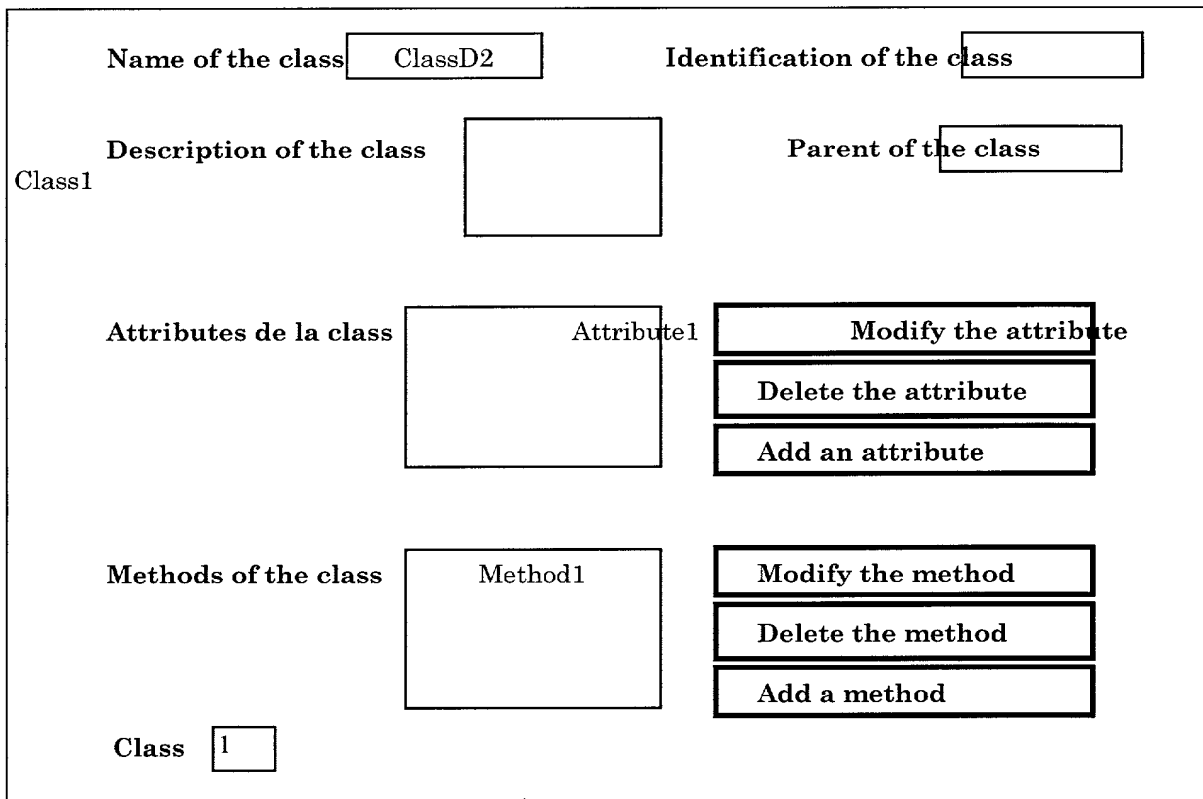 Name of the class ClassD2 Identification of the class
Description of the class Parent of the class
Class1
Attributes de la class Attribute1 Modify the attribute
Delete the attribute
Add an attribute
Methods of the class Method1 Modify the method
Delete the method
Add a method
Class 1